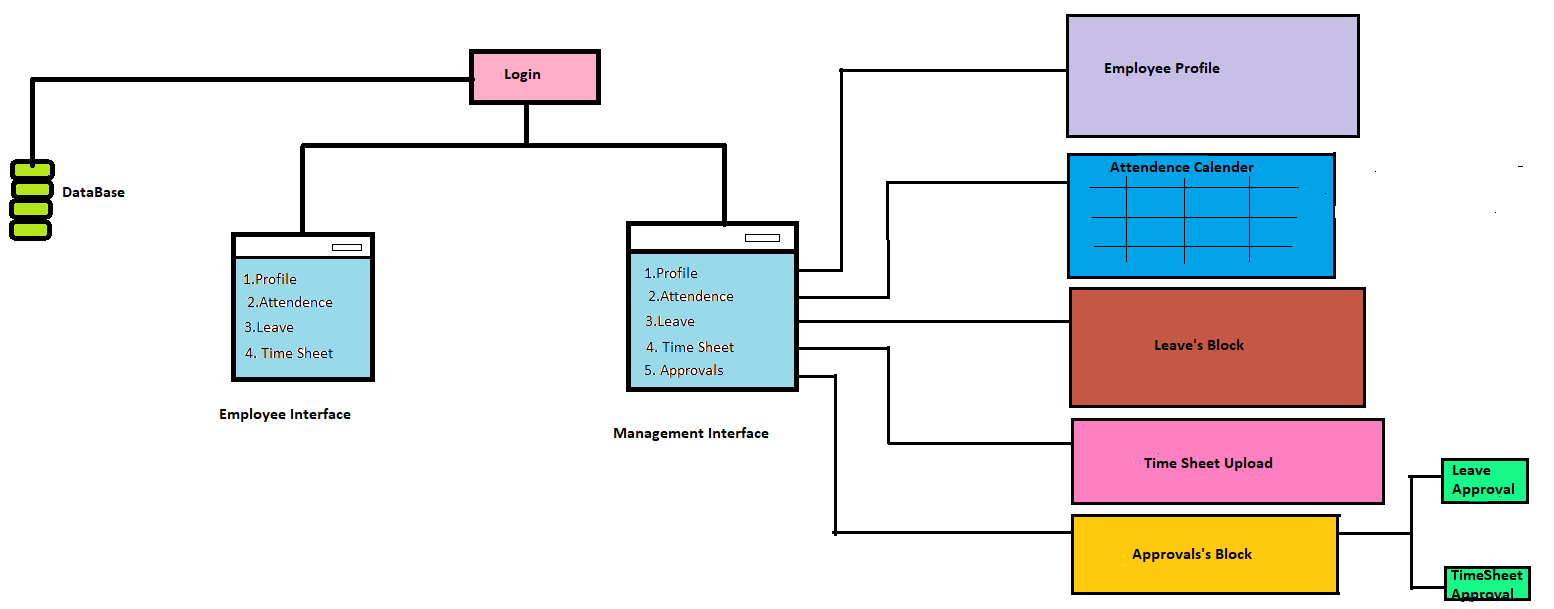 Login
DataBase
1.Profile
2.Attendence
3.Leave
4. Time Sheet
Employee Interface
1.Profile
2.Attendence
3.Leave
4. Time Sheet
5. Approvals
Management Interface
Employee Profile
Attendence Calender
Leave's Block
Time Sheet Upload
Approvals's Block
Leave
Approval
TimeSheet
Approval